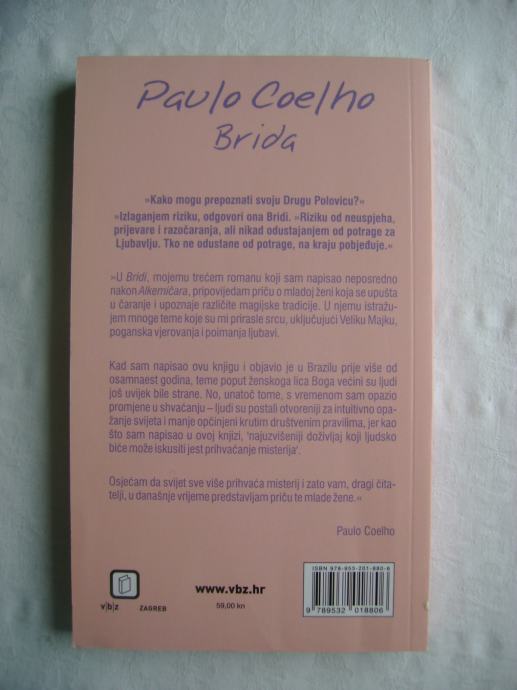 Paulo Coelho
Brida
»Kako mogu prepoznati svoju Drugu Polovicu?«
»Izlaganjem riziku, odgovori ona Bridi. »Riziku od neuspjeha,
prijevare i razočaranja, ali nikad odustajanjem od potrage za
Ljubavlju. Tko ne odustane od potrage, na kraju pobjeđuje.«
»U Bridi, mojemu trećem romanu koji sam napisao neposredno
nakon Alkemičara, pripovijedam priču o mladoj ženi koja se upušta
u čaranje i upoznaje različite magijske tradicije. U njemu istražu-
jem mnoge teme koje su mi prirasle srcu, uključujući Veliku Majku,
poganska vjerovanja i poimanja ljubavi.
Kad sam napisao ovu knjigu i objavio je u Brazilu prije više od
osamnaest godina, teme poput ženskoga lica Boga većini su ljudi
još uvijek bile strane. No, unatoč tome, s vremenom sam opazio
promjene u shvaćanju – ljudi su postali otvoreniji za intuitivno opa-
žanje svijeta i manje opčinjeni krutim društvenim pravilima, jer kao
što sam napisao u ovoj knjizi, 'najuzvišeniji doživljaj koji ljudsko
biće može iskusiti jest prihvaćanje misterija'.
Osjećam da svijet sve više prihvaća misterij i zato vam, dragi čita-
telji, u današnje vrijeme predstavljam priču te mlade žene.«
Paulo Coelho
ISBN 978-953-201-880-6
9 789532 018806
www.vbz.hr
59,00 kn
v|b|z
ZAGREB